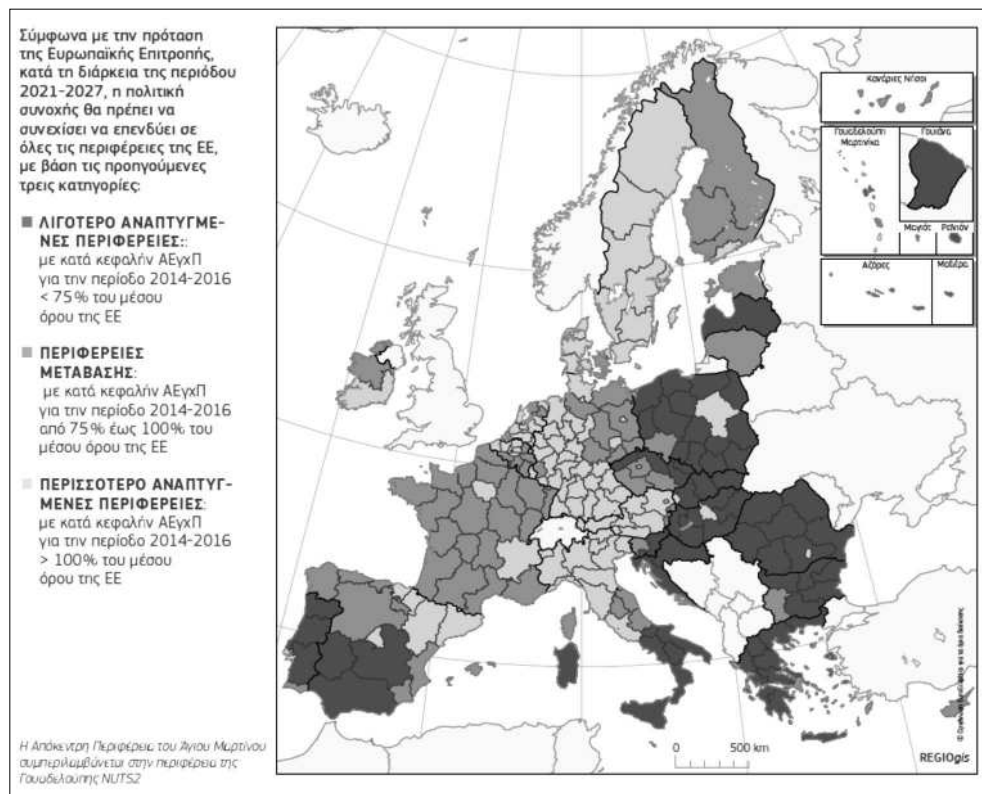 Σύμφωνα με την πρόταση
της Ευρωπαϊκής Επιτροπής,
κατά τη διάρκεια της περιόδου
2021-2027, η πολιτική
συνοχής θα πρέπει να
συνεχίσει να επενδύει σε
όλες τις περιφέρειες της ΕΕ,
με βάση τις προηγούμενες
τρεις κατηγορίες:
ΛΙΓΟΤΕΡΟ ΑΝΑΠΤΥΓΜΕ-
ΝΕΣ ΠΕΡΙΦΕΡΕΙΕΣ::
με κατά κεφαλήν ΑΕγχΠ
για την περίοδο 2014-2016
< 75% του μέσου
όρου της ΕΕ
ΠΕΡΙΦΕΡΕΙΕΣ
ΜΕΤΑΒΑΣΗΣ:
με κατά κεφαλήν ΑΕγχΠ
για την περίοδο 2014-2016
από 75% έως 100% του
μέσου όρου της ΕΕ
ΠΕΡΙΣΣΟΤΕΡΟ ΑΝΑΠΤΥΓ-
ΜΕΝΕΣ ΠΕΡΙΦΕΡΕΙΕΣ:
με κατά κεφαλήν ΑΕγχΠ
για την περίοδο 2014-2016
> 100% του μέσου
όρου της ΕΕ
Η Απόκεντρη Περιφέρεια του Άγιου Μαρτίνου
συμπεριλαμβάνεται στην περιφέρεια της
Γουαδελούπης NUTS2
Κανάριες Νήσοι
Γουαδελούπη
Μαρτινίκα
Γουιάνα
Μαγιότ
Ρεϊνιόν
Αζόρες
Μαδέρα
0 500 km
REGIOgis